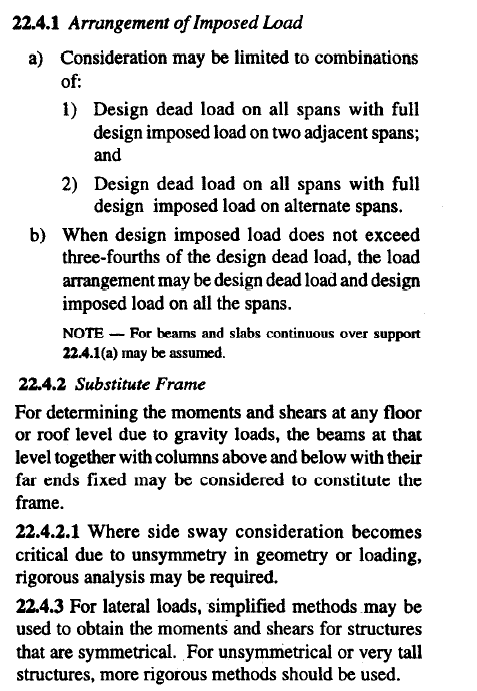 22.4.1 Arrangement of Imposed Load
a) Consideration may be limited to combinations
of:
1) Design dead load on all spans with full
design imposed load on two adjacent spans;
and
2) Design dead load on all spans with full
design imposed load on alternate spans.
b) When design imposed load does not exceed
three-fourths of the design dead load, the load
arrangement may be design dead load and design
imposed load on all the spans.
NOTE — For beams and slabs continuous over support
22.4.1(a) may be assumed.
22.4.2 Substitute Frame
For determining the moments and shears at any floor
or roof level due to gravity loads, the beams at that
level together with columns above and below with their
far ends fixed may be considered to constitute the
frame.
22.4.2.1 Where side sway consideration becomes
critical due to unsymmetry in geometry or loading,
rigorous analysis may be required.
22.4.3 For lateral loads, simplified methods may be
used to obtain the moments and shears for structures
that are symmetrical. For unsymmetrical or very tall
structures, more rigorous methods should be used.